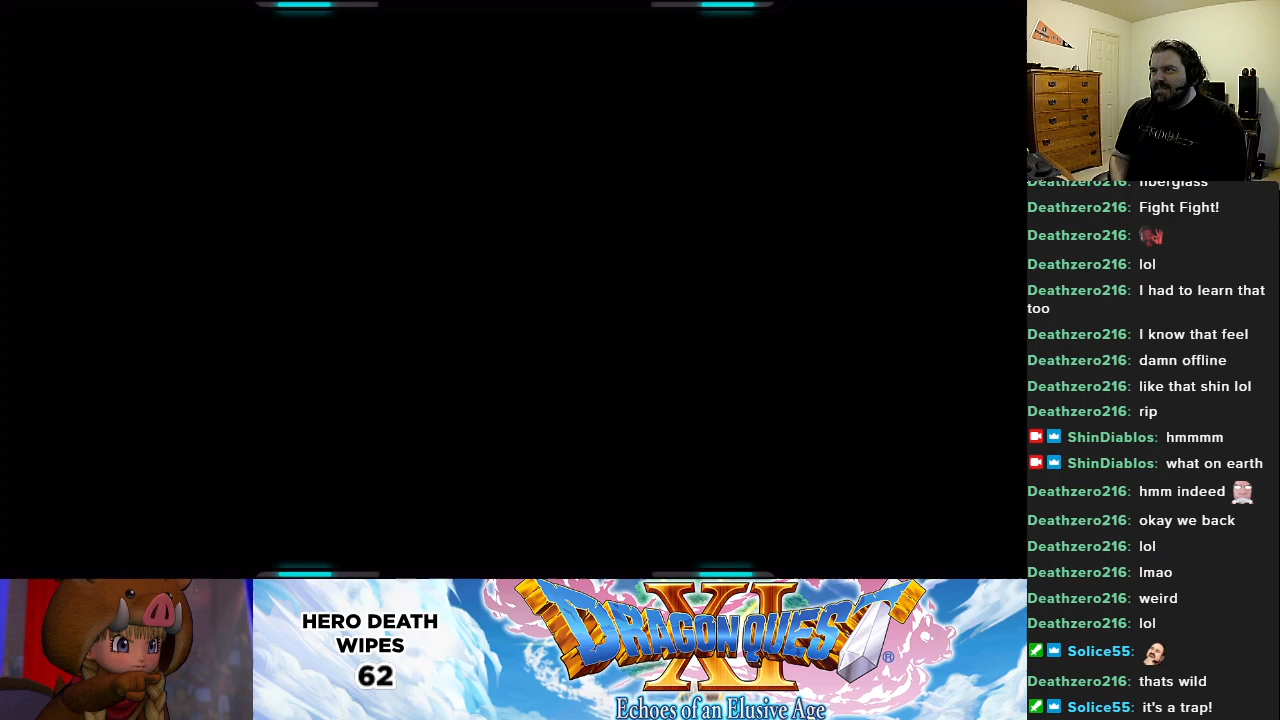 Deathzero216: fiberglass
Deathzero216: Fight Fight!
Deathzero216:
Deathzero216: lol
Deathzero216: I had to learn that
too
Deathzero216: I know that feel
Deathzero216: damn offline
Deathzero216: like that shin lol
Deathzero216: rip
ShinDiablos: hmmmm
ShinDiablos: what on earth
Deathzero216: hmm indeed
Deathzero216: okay we back
Deathzero216: lol
Deathzero216: lmao
Deathzero216: weird
Deathzero216: lol
Solice55:
Deathzero216: thats wild
Solice55: it's a trap!
HERO DEATH
WIPES
62
DRAGON QUEST
XI
®
Echoes of an Elusive Age